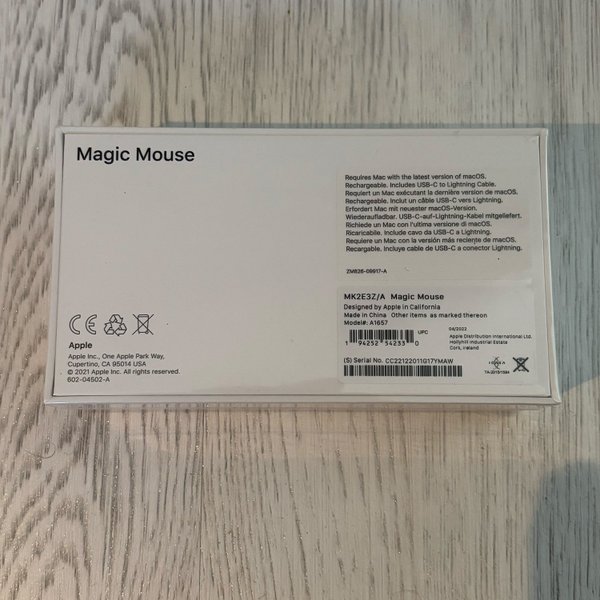 Magic Mouse
Requires Mac with the latest version of macOS.
Rechargeable. Includes USB-C to Lightning Cable.
Requiert un Mac exécutant la dernière version de macOS.
Rechargeable. Inclut un câble USB-C vers Lightning.
Erfordert Mac mit neuester macOS-Version.
Wiederaufladbar. USB-C-auf-Lightning-Kabel mitgeliefert.
Richiede un Mac con l'ultima versione di macOS.
Ricaricabile. Include cavo da USB-C a Lightning.
Requiere un Mac con la versión más reciente de macOS.
Recargable. Incluye cable de USB-C a conector Lightning.
ZM826-09917-A
MK2E3Z/A Magic Mouse
Designed by Apple in California
Made In China Other items as marked thereon
Model#: A1657
UPC
1 94252 54233 0
(S) Serial No. CC22122011G17YMAW
06/2022
Apple Distribution International Ltd.
Hollyhill Industrial Estate
Cork, Ireland
CE
Apple
Apple Inc., One Apple Park Way,
Cupertino, CA 95014 USA
© 2021 Apple Inc. All rights reserved.
602-04502-A